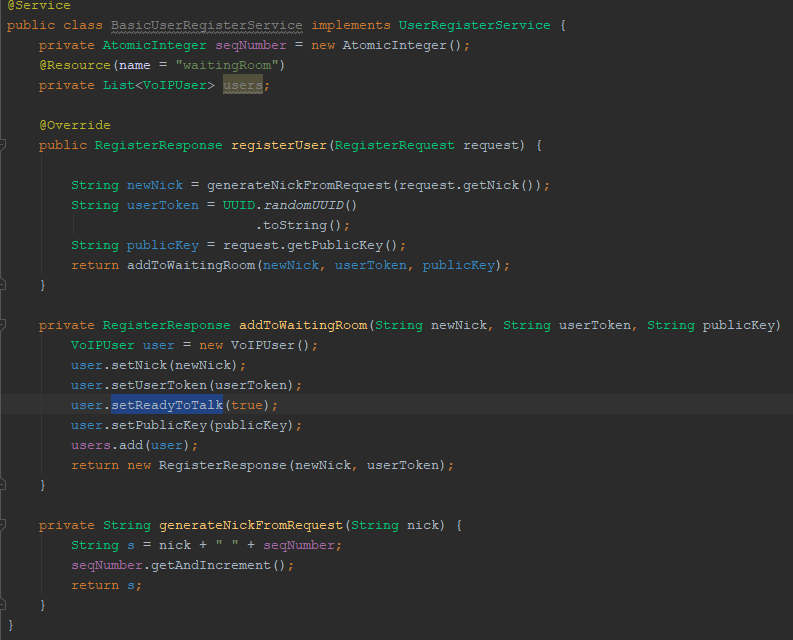 @Service
public class BasicUserRegisterService implements UserRegisterService {
    private AtomicInteger seqNumber = new AtomicInteger();
    @Resource(name = "waitingRoom")
    private List<VoIPUser> users;
    @Override
    public RegisterResponse registerUser(RegisterRequest request) {
        String newNick = generateNickFromRequest(request.getNick());
        String userToken = UUID.randomUUID()
                               .toString();
        String publicKey = request.getPublicKey();
        return addToWaitingRoom(newNick, userToken, publicKey);
    }
    private RegisterResponse addToWaitingRoom(String newNick, String userToken, String publicKey)
        VoIPUser user = new VoIPUser();
        user.setNick(newNick);
        user.setUserToken(userToken);
        user.setReadyToTalk(true);
        user.setPublicKey(publicKey);
        users.add(user);
        return new RegisterResponse(newNick, userToken);
    }
    private String generateNickFromRequest(String nick) {
        String s = nick + " " + seqNumber;
        seqNumber.getAndIncrement();
        return s;
    }
}